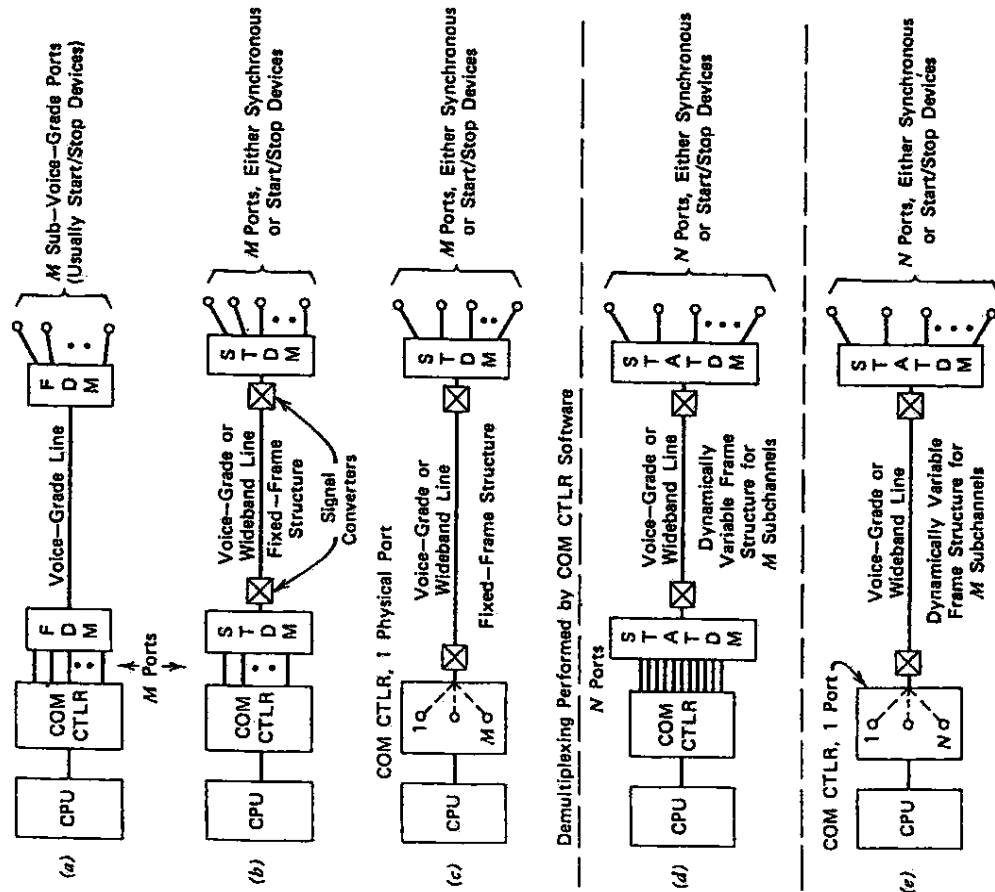 (a)
CPU
COM
CTLR
F
D
M
Voice-Grade Line
F
D
M
M Sub-Voice-Grade Ports
(Usually Start/Stop Devices)
M Ports
(b)
CPU
COM
CTLR
S
T
D
M
Voice-Grade or
Wideband Line
Fixed-Frame
Structure
Signal
Converters
S
T
D
M
M Ports, Either Synchronous
or Start/Stop Devices
COM CTLR, 1 Physical Port
(c)
CPU
1
M
Voice-Grade or
Wideband Line
Fixed-Frame Structure
S
T
D
M
M Ports, Either Synchronous
or Start/Stop Devices
Demultiplexing Performed by COM CTLR Software
N Ports
(d)
CPU
COM
CTLR
S
T
A
T
D
M
Voice-Grade or
Wideband Line
Dynamically
Variable Frame
Structure for
M Subchannels
S
T
A
T
D
M
N Ports, Either Synchronous
or Start/Stop Devices
COM CTLR, 1 Port
(e)
CPU
1
N
Voice-Grade or
Wideband Line
Dynamically Variable
Frame Structure for
M Subchannels
S
T
A
T
D
M
N Ports, Either Synchronous
or Start/Stop Devices